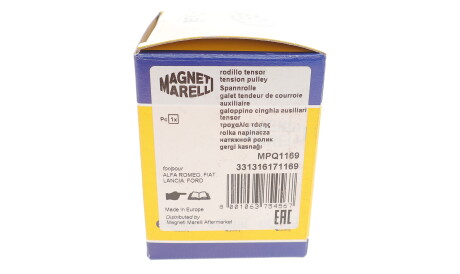 MAGNETI
MARELLI
rodillo tensor
tension pulley
Spannrolle
galet tendeur de courroie
auxiliaire
galoppino cinghia ausiliari
tensor
τροχαλία τάσης
rolka napinacza
натяжной ролик
gergi kasnağı
Pc 1x
MPQ1169
331316171169
for/pour
ALFA ROMEO, FIAT
LANCIA, FORD
Made in Europe
Distributed by
Magneti Marelli Aftermarket
EAC